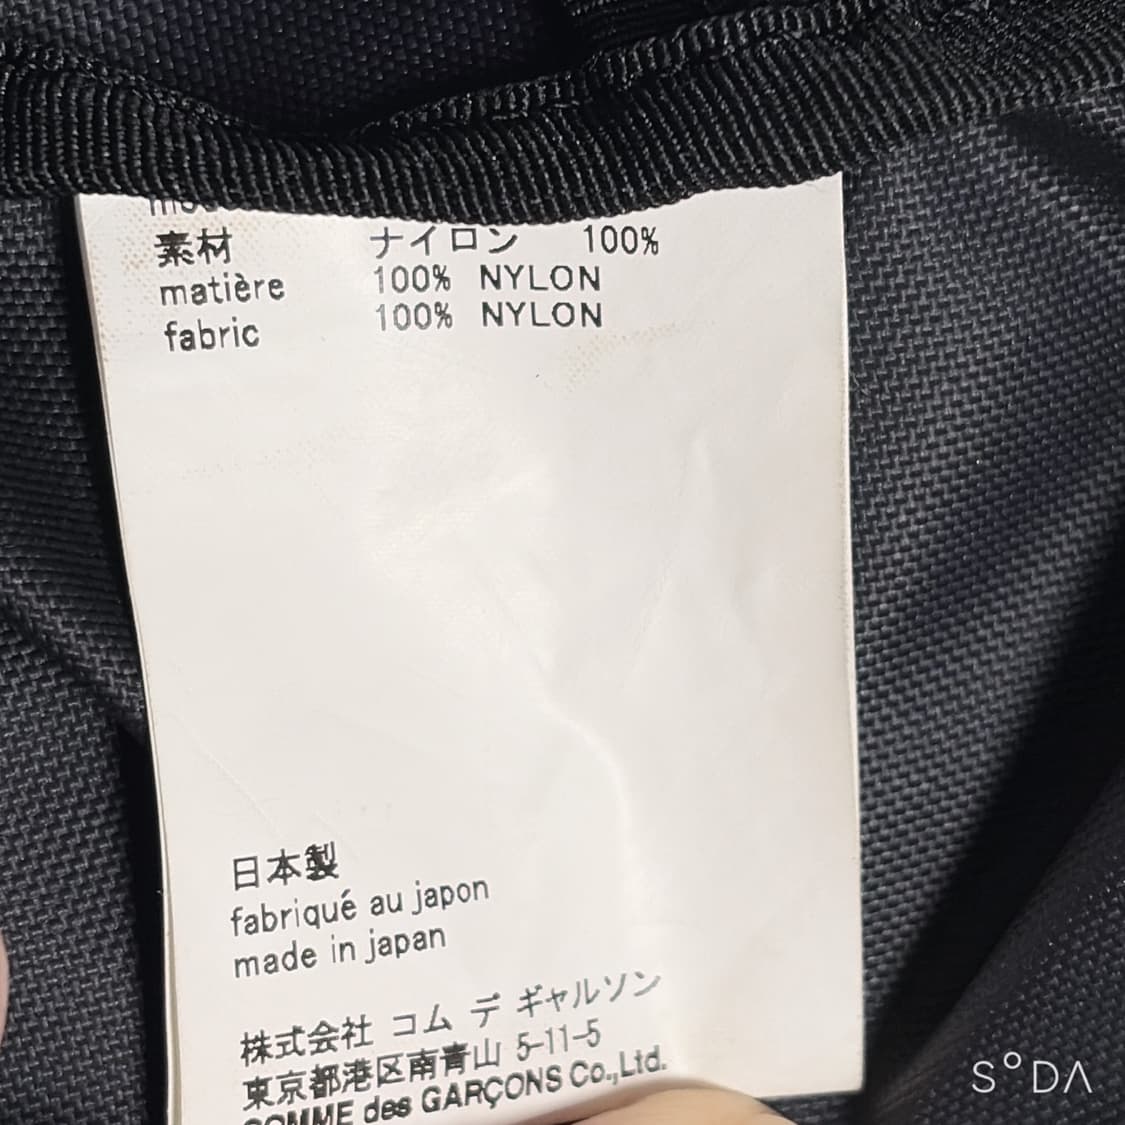 素材 ナイロン 100%
matière 100% NYLON
fabric 100% NYLON
日本製
fabriqué au japon
made in japan
株式会社 コム デ ギャルソン
東京都港区南青山 5-11-5
COMME des GARÇONS Co.,Ltd.
S°DA